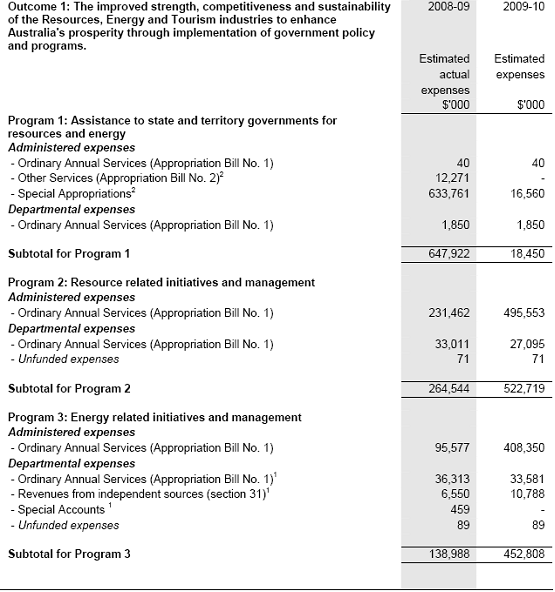 Outcome 1: The improved strength, competitiveness and sustainability 2008-09 2009-10
of the Resources, Energy and Tourism industries to enhance
Australia's prosperity through implementation of government policy
and programs.
Estimated Estimated
actual expenses
expenses
$'000 $'000
Program 1: Assistance to state and territory governments for
resources and energy
Administered expenses
- Ordinary Annual Services (Appropriation Bill No. 1) 40 40
- Other Services (Appropriation Bill No. 2)² 12,271 -
- Special Appropriations² 633,761 16,560
Departmental expenses
- Ordinary Annual Services (Appropriation Bill No. 1) 1,850 1,850
Subtotal for Program 1 647,922 18,450
Program 2: Resource related initiatives and management
Administered expenses
- Ordinary Annual Services (Appropriation Bill No. 1) 231,462 495,553
Departmental expenses
- Ordinary Annual Services (Appropriation Bill No. 1) 33,011 27,095
- Unfunded expenses 71 71
Subtotal for Program 2 264,544 522,719
Program 3: Energy related initiatives and management
Administered expenses
- Ordinary Annual Services (Appropriation Bill No. 1) 95,577 408,350
Departmental expenses
- Ordinary Annual Services (Appropriation Bill No. 1)¹ 36,313 33,581
- Revenues from independent sources (section 31)¹ 6,550 10,788
- Special Accounts ¹ 459 -
- Unfunded expenses 89 89
Subtotal for Program 3 138,988 452,808